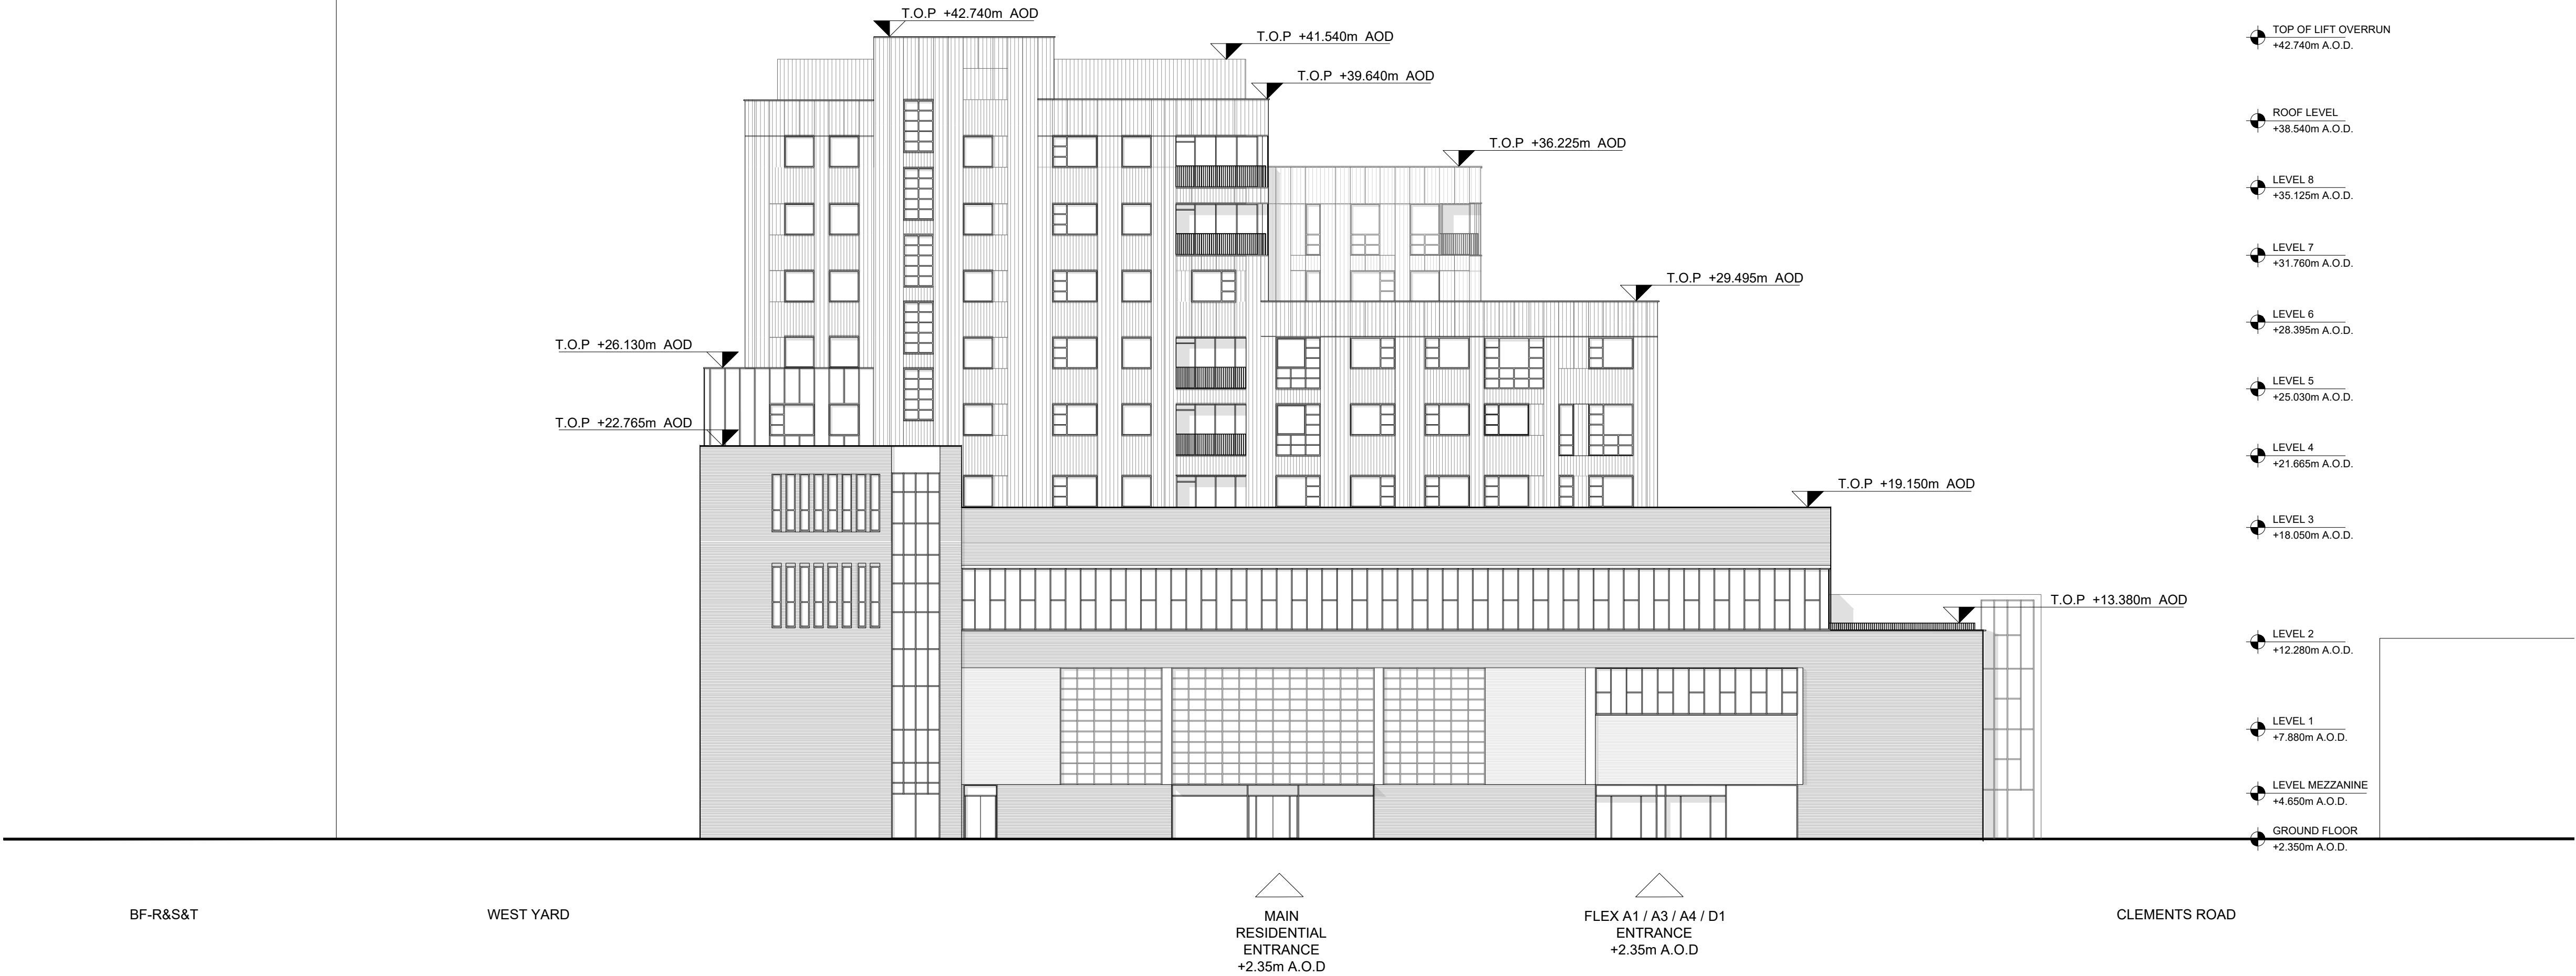 T.O.P +42.740m AOD
T.O.P +41.540m AOD
T.O.P +39.640m AOD
T.O.P +36.225m AOD
T.O.P +29.495m AOD
T.O.P +26.130m AOD
T.O.P +22.765m AOD
T.O.P +19.150m AOD
T.O.P +13.380m AOD
TOP OF LIFT OVERRUN
+42.740m A.O.D.
ROOF LEVEL
+38.540m A.O.D.
LEVEL 8
+35.125m A.O.D.
LEVEL 7
+31.760m A.O.D.
LEVEL 6
+28.395m A.O.D.
LEVEL 5
+25.030m A.O.D.
LEVEL 4
+21.665m A.O.D.
LEVEL 3
+18.050m A.O.D.
LEVEL 2
+12.280m A.O.D.
LEVEL 1
+7.880m A.O.D.
LEVEL MEZZANINE
+4.650m A.O.D.
GROUND FLOOR
+2.350m A.O.D.
BF-R&S&T
WEST YARD
MAIN
RESIDENTIAL
ENTRANCE
+2.35m A.O.D
FLEX A1 / A3 / A4 / D1
ENTRANCE
+2.35m A.O.D
CLEMENTS ROAD